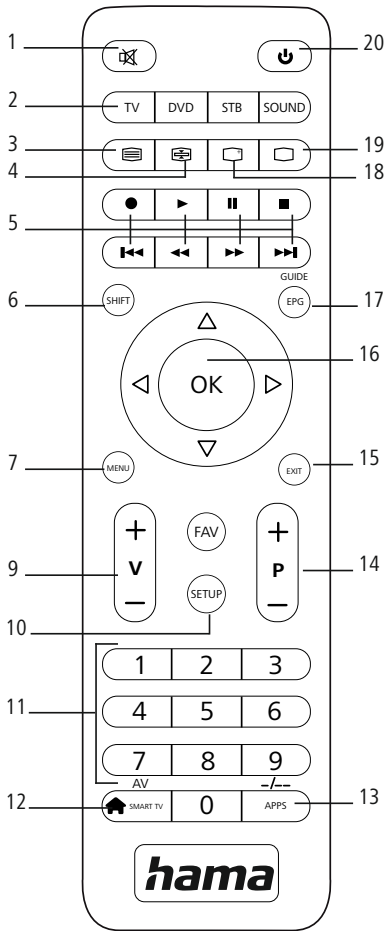 1 20
2 TV DVD STB SOUND
3 19
4 18
5
GUIDE
6 SHIFT EPG 17
16
OK
7 MENU EXIT 15
+ FAV +
9 V P 14
– SETUP –
10
1 2 3
11 4 5 6
7 8 9
AV -/--
12 SMART TV 0 APPS 13
hama